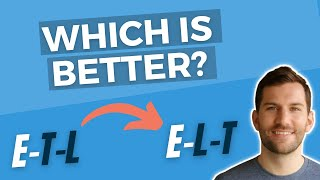 WHICH IS
BETTER?
E-T-L
E-L-T